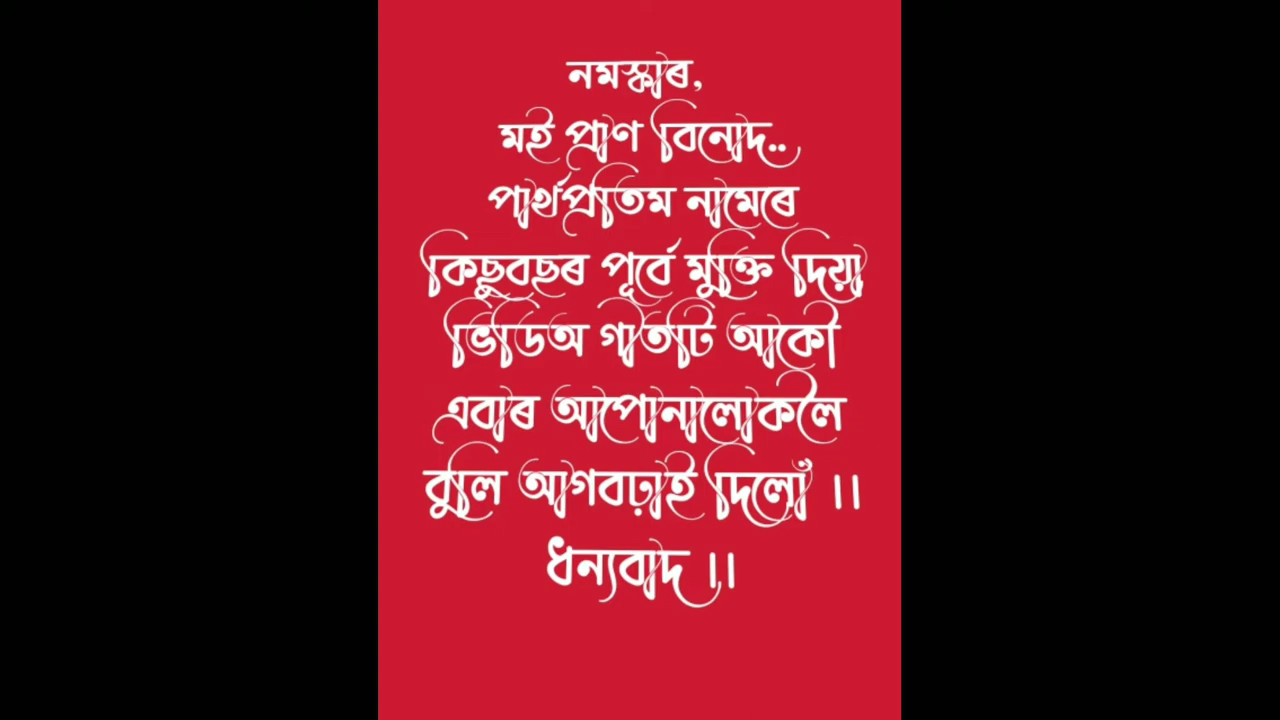 নমস্কাৰ,
মই প্ৰাণ বিনোদ..
পাৰ্থপ্ৰতিম নামেৰে
কিছুবছৰ পূৰ্বে মুক্তি দিয়া
ভিডিঅ গীতটি আকৌ
এবাৰ আপোনালোকলৈ
বুলি আগবঢ়াই দিলোঁ ।।
ধন্যবাদ ।।